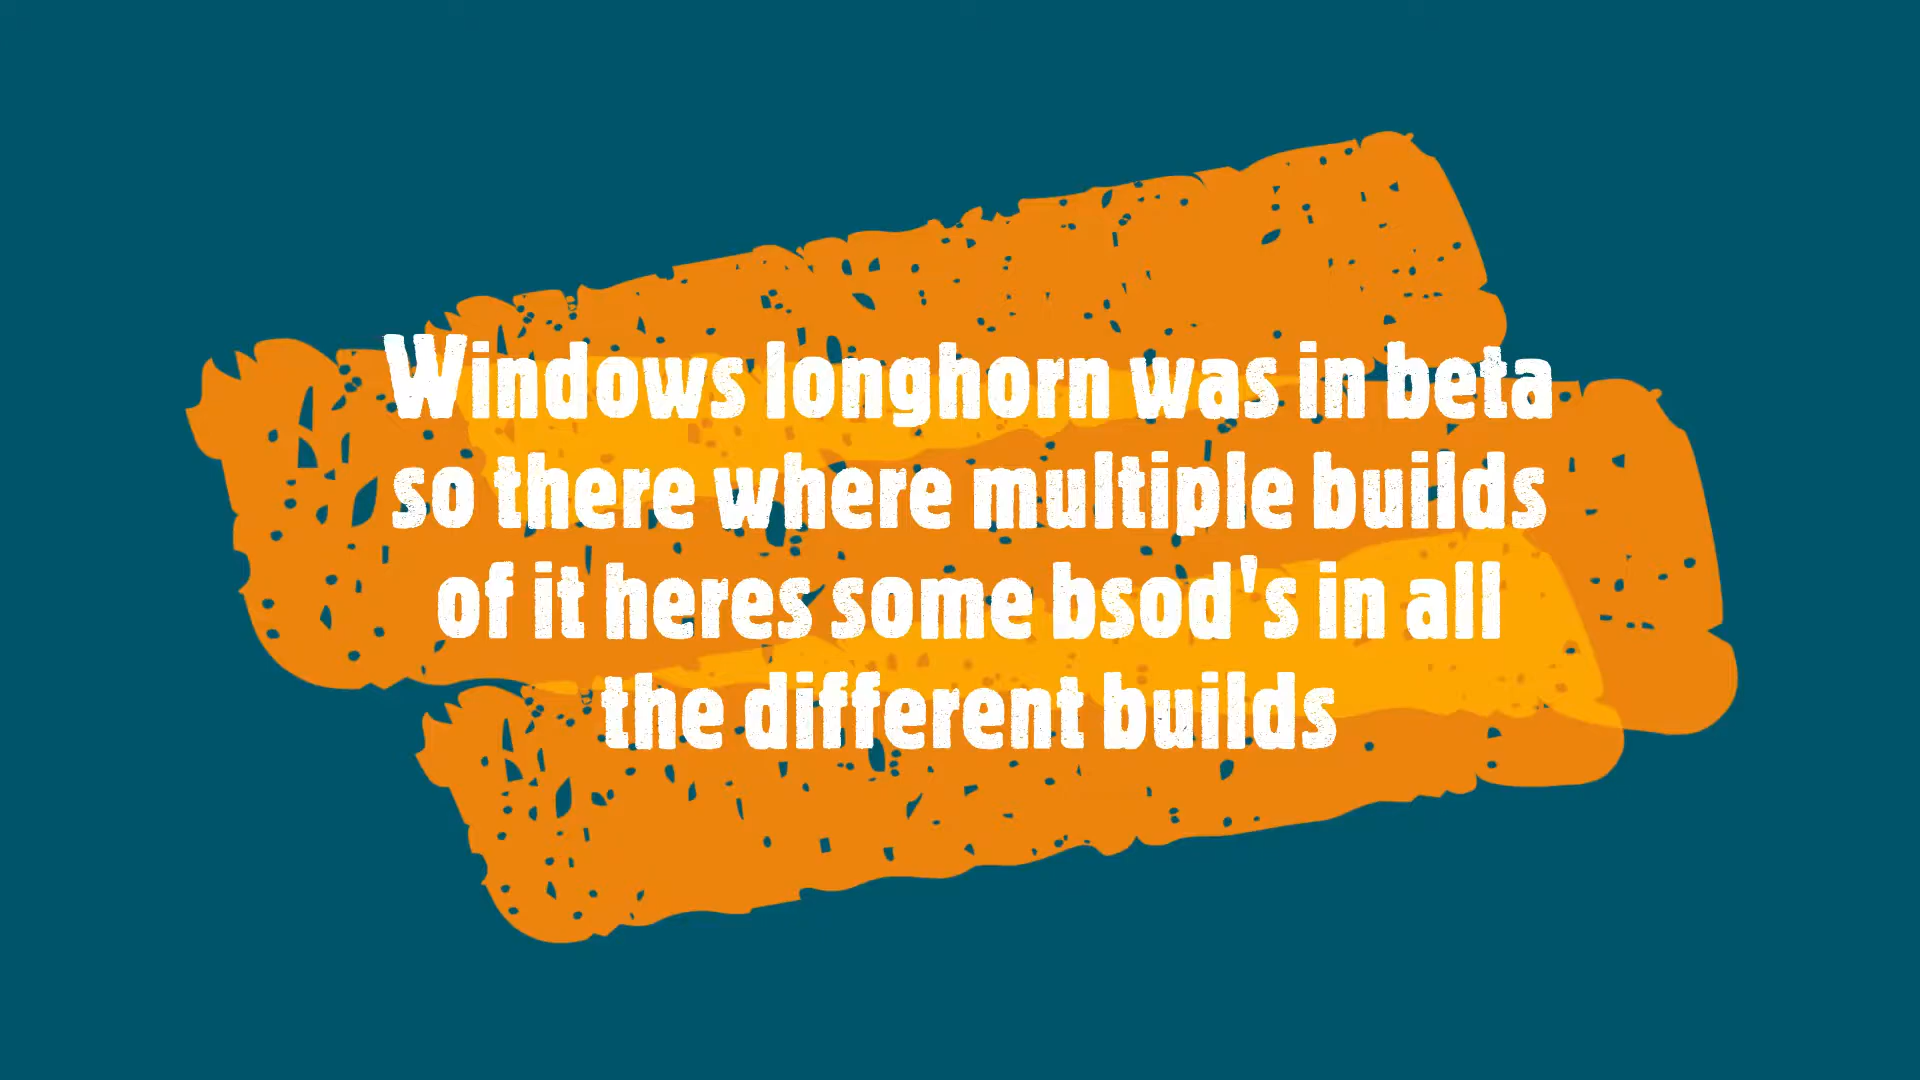 Windows longhorn was in beta
so there where multiple builds
of it heres some bsod's in all
the different builds